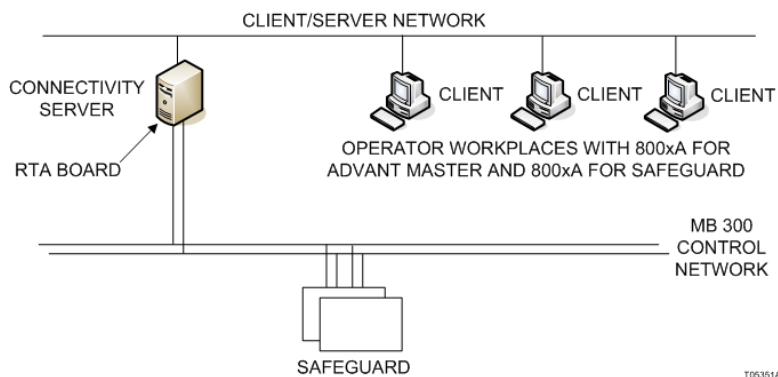 CLIENT/SERVER NETWORK
CONNECTIVITY
SERVER
RTA BOARD
CLIENT
CLIENT
CLIENT
OPERATOR WORKPLACES WITH 800xA FOR
ADVANT MASTER AND 800xA FOR SAFEGUARD
MB 300
CONTROL
NETWORK
SAFEGUARD
T05351A